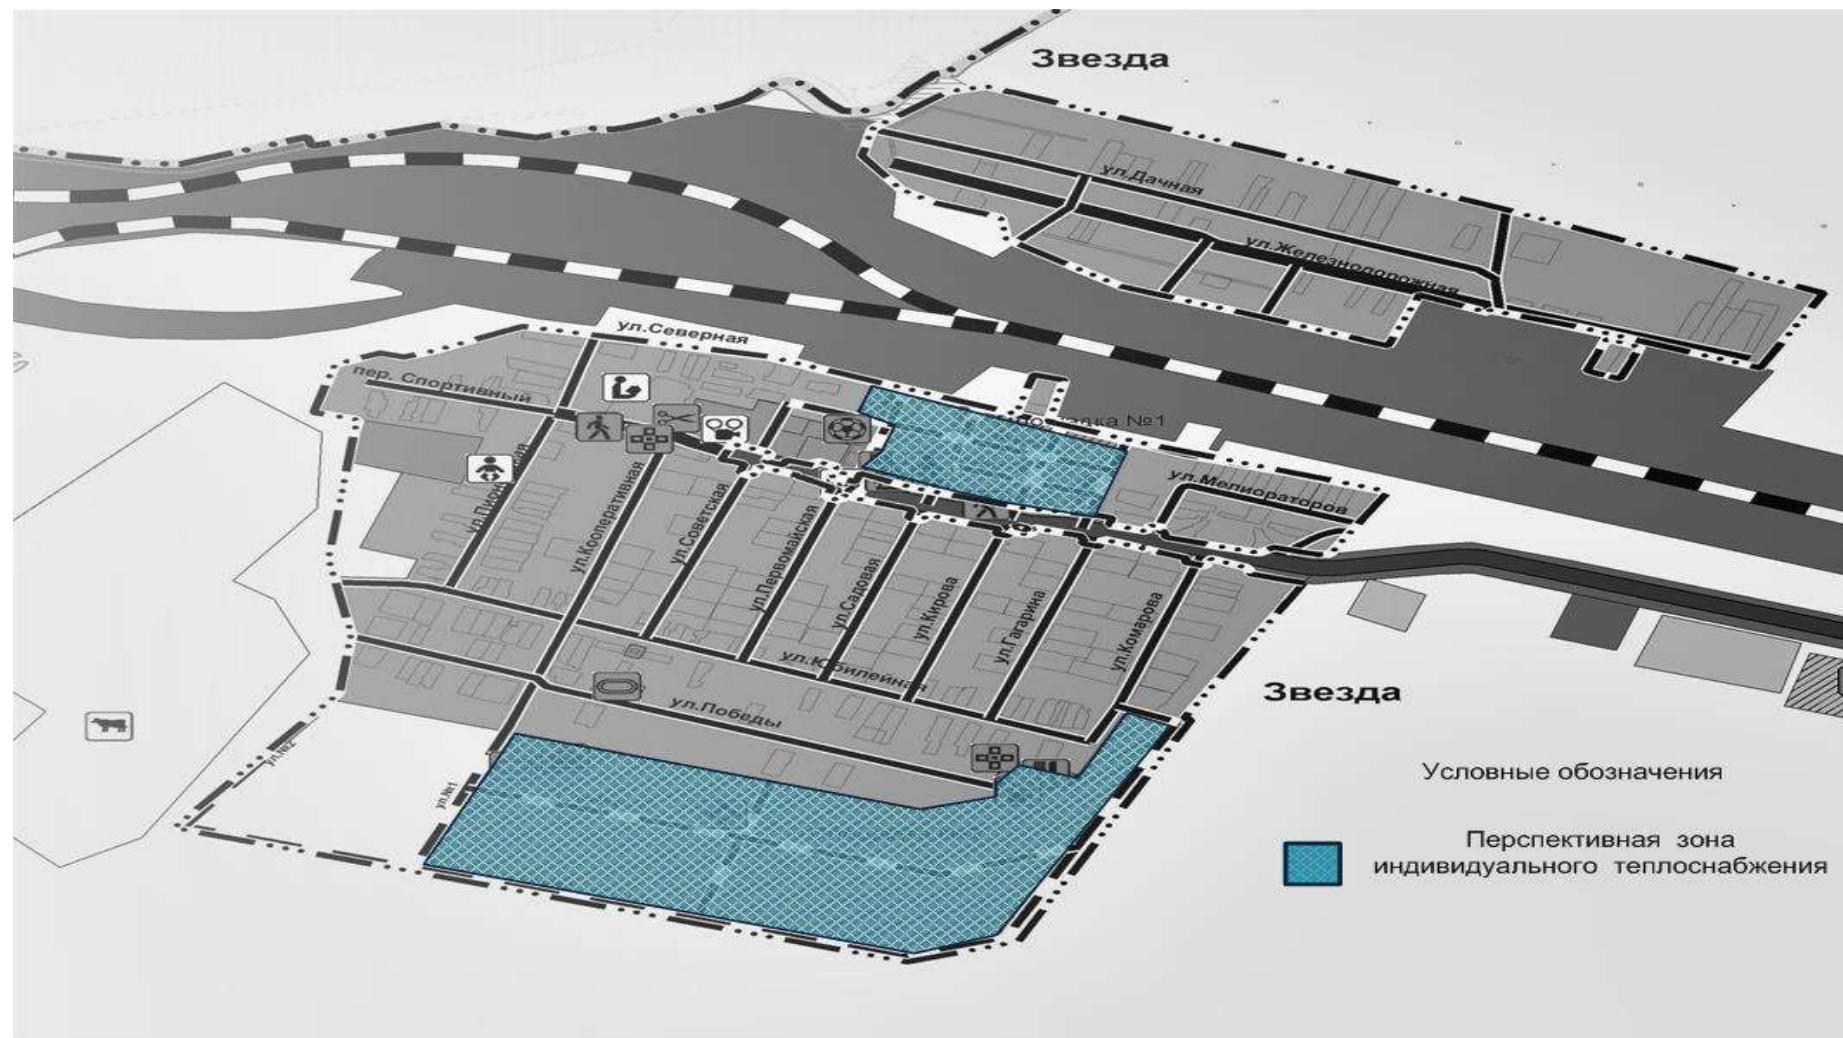 Звезда
ул.Дачная
ул.Железнодорожная
ул.Северная
пер. Спортивный
площадка №1
ул.Мелиораторов
ул.Кооперативная
ул.Советская
ул.Первомайская
ул.Садовая
ул.Кирова
ул.Гагарина
ул.Комарова
ул.Юбилейная
ул.Победы
Звезда
ул.№2
ул.№1
Условные обозначения
Перспективная зона
индивидуального теплоснабжения